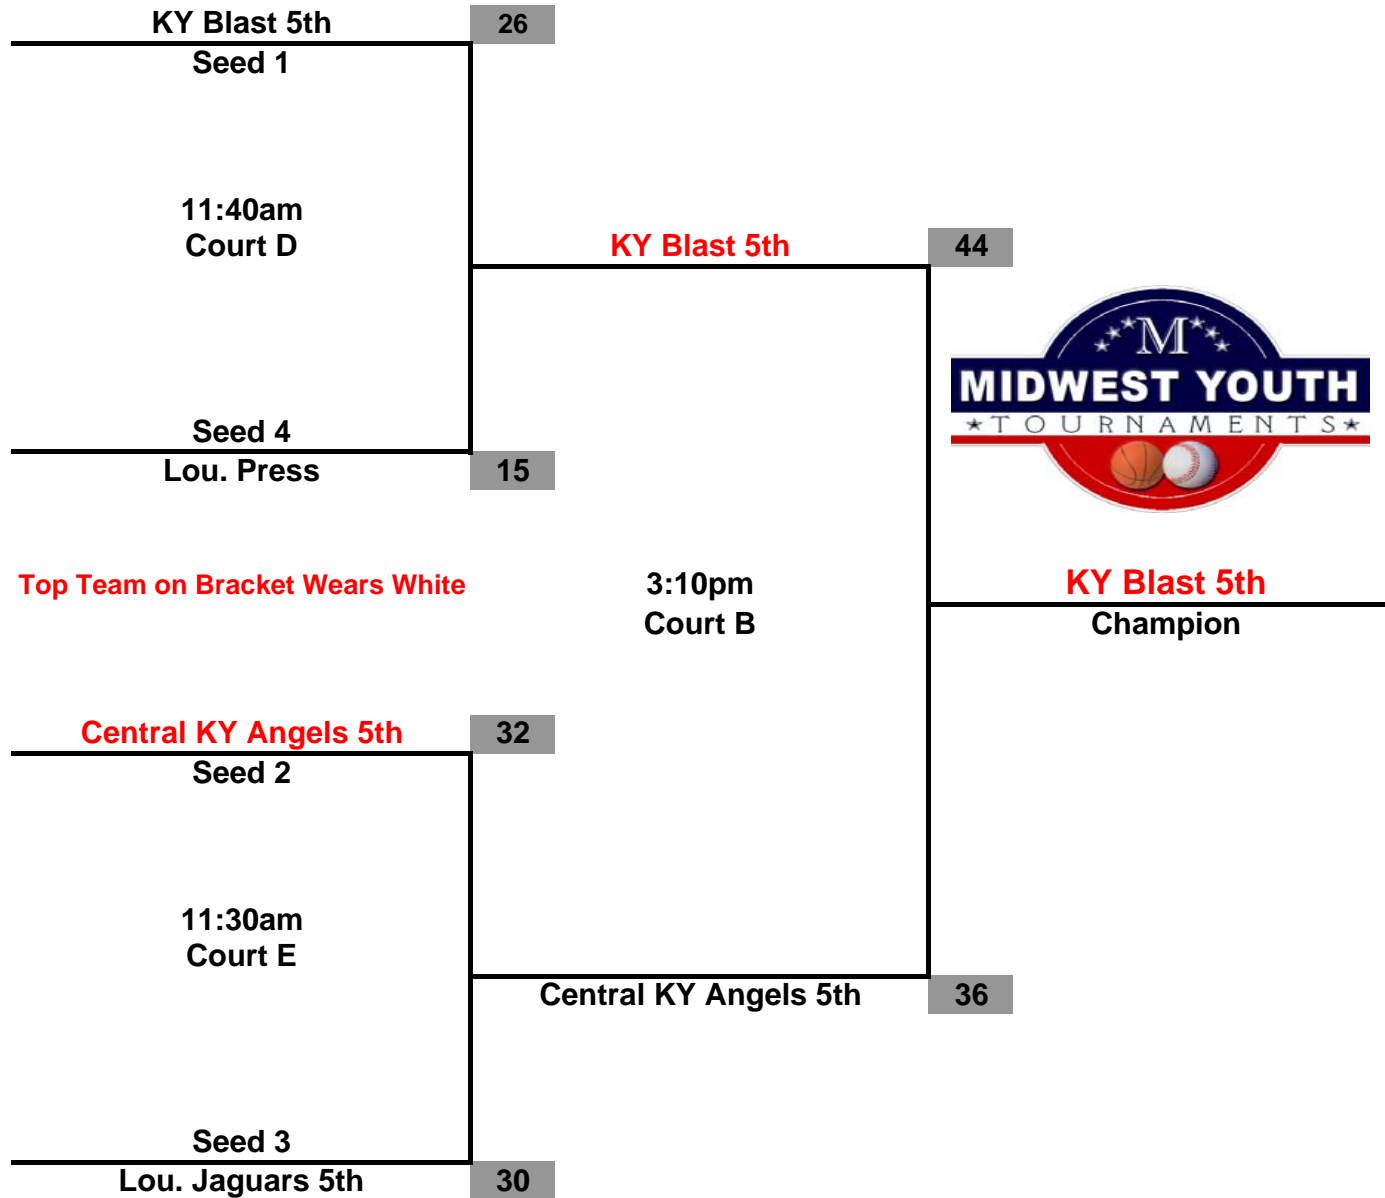 KY Blast 5th 26
Seed 1
11:40am
Court D
KY Blast 5th 44
M
MIDWEST YOUTH
TOURNAMENTS
Seed 4
Lou. Press 15
Top Team on Bracket Wears White
3:10pm
Court B
KY Blast 5th
Champion
Central KY Angels 5th 32
Seed 2
11:30am
Court E
Central KY Angels 5th 36
Seed 3
Lou. Jaguars 5th 30